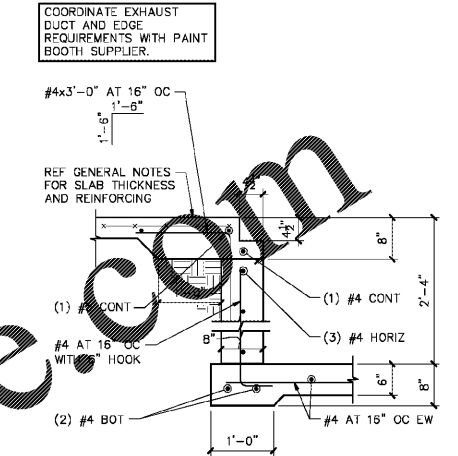 COORDINATE EXHAUST
DUCT AND EDGE
REQUIREMENTS WITH PAINT
BOOTH SUPPLIER.
#4x3'-0" AT 16" OC
1'-6"
1'-6"
REF GENERAL NOTES
FOR SLAB THICKNESS
AND REINFORCING
4½"
8"
2'-4"
(1) CONT
(1) #4 CONT
#4 AT 16" OC
HOOK
(3) #4 HORIZ
8"
6"
8"
(2) #4 BOT
#4 AT 16" OC EW
1'-0"
e.com